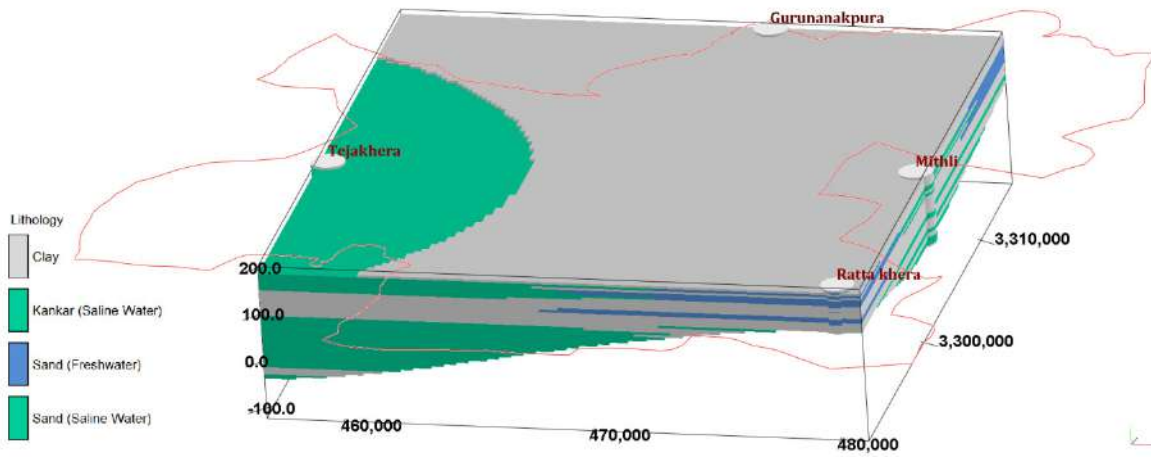 Gurunanakpura
Tejakhera
Mithli
Lithology
Clay
Kankar (Saline Water)
Sand (Freshwater)
Sand (Saline Water)
Ratta khera
200.0
100.0
0.0
-100.0
460,000
470,000
480,000
3,310,000
3,300,000